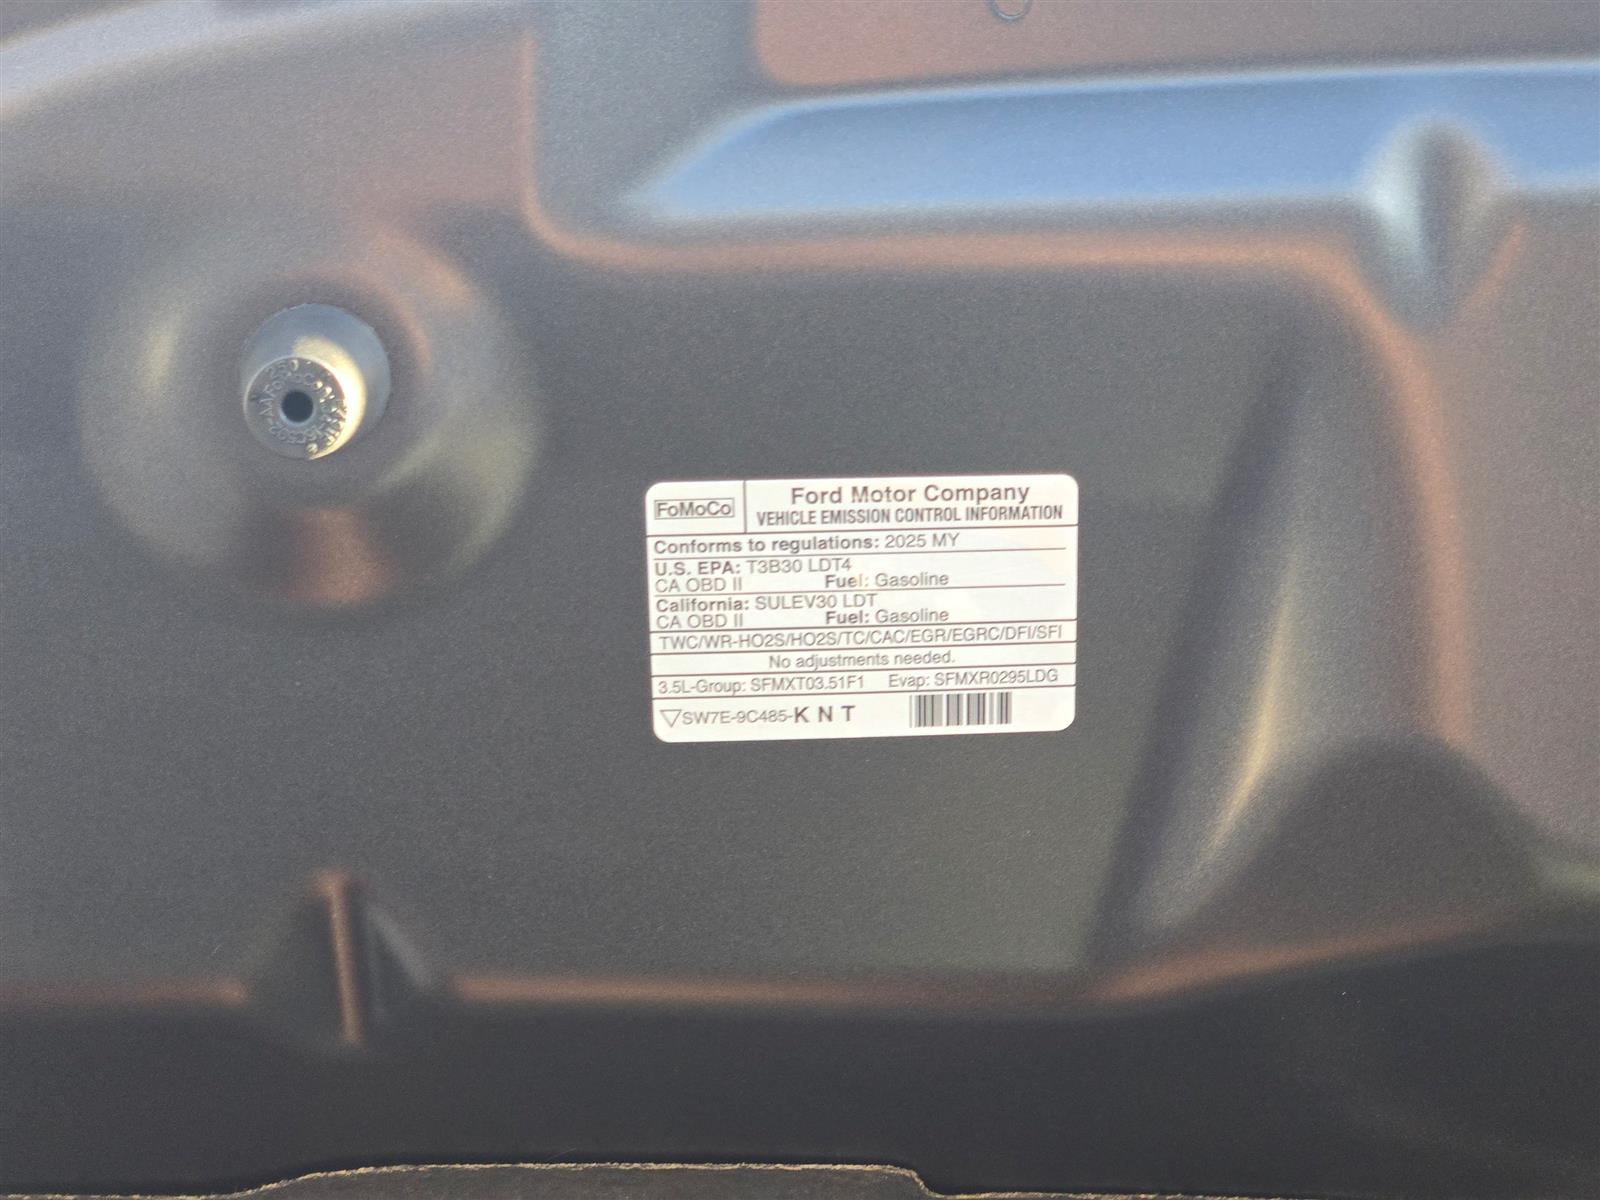 FoMoCo
Ford Motor Company
VEHICLE EMISSION CONTROL INFORMATION
Conforms to regulations: 2025 MY
U.S. EPA: T3B30 LDT4
CA OBD II Fuel: Gasoline
California: SULEV30 LDT
CA OBD II Fuel: Gasoline
TWC/WR-HO2S/HO2S/TC/CAC/EGR/EGRC/DFI/SFI
No adjustments needed.
3.5L-Group: SFMXT03.51F1 Evap: SFMXR0295LDG
SW7E-9C485-K N T